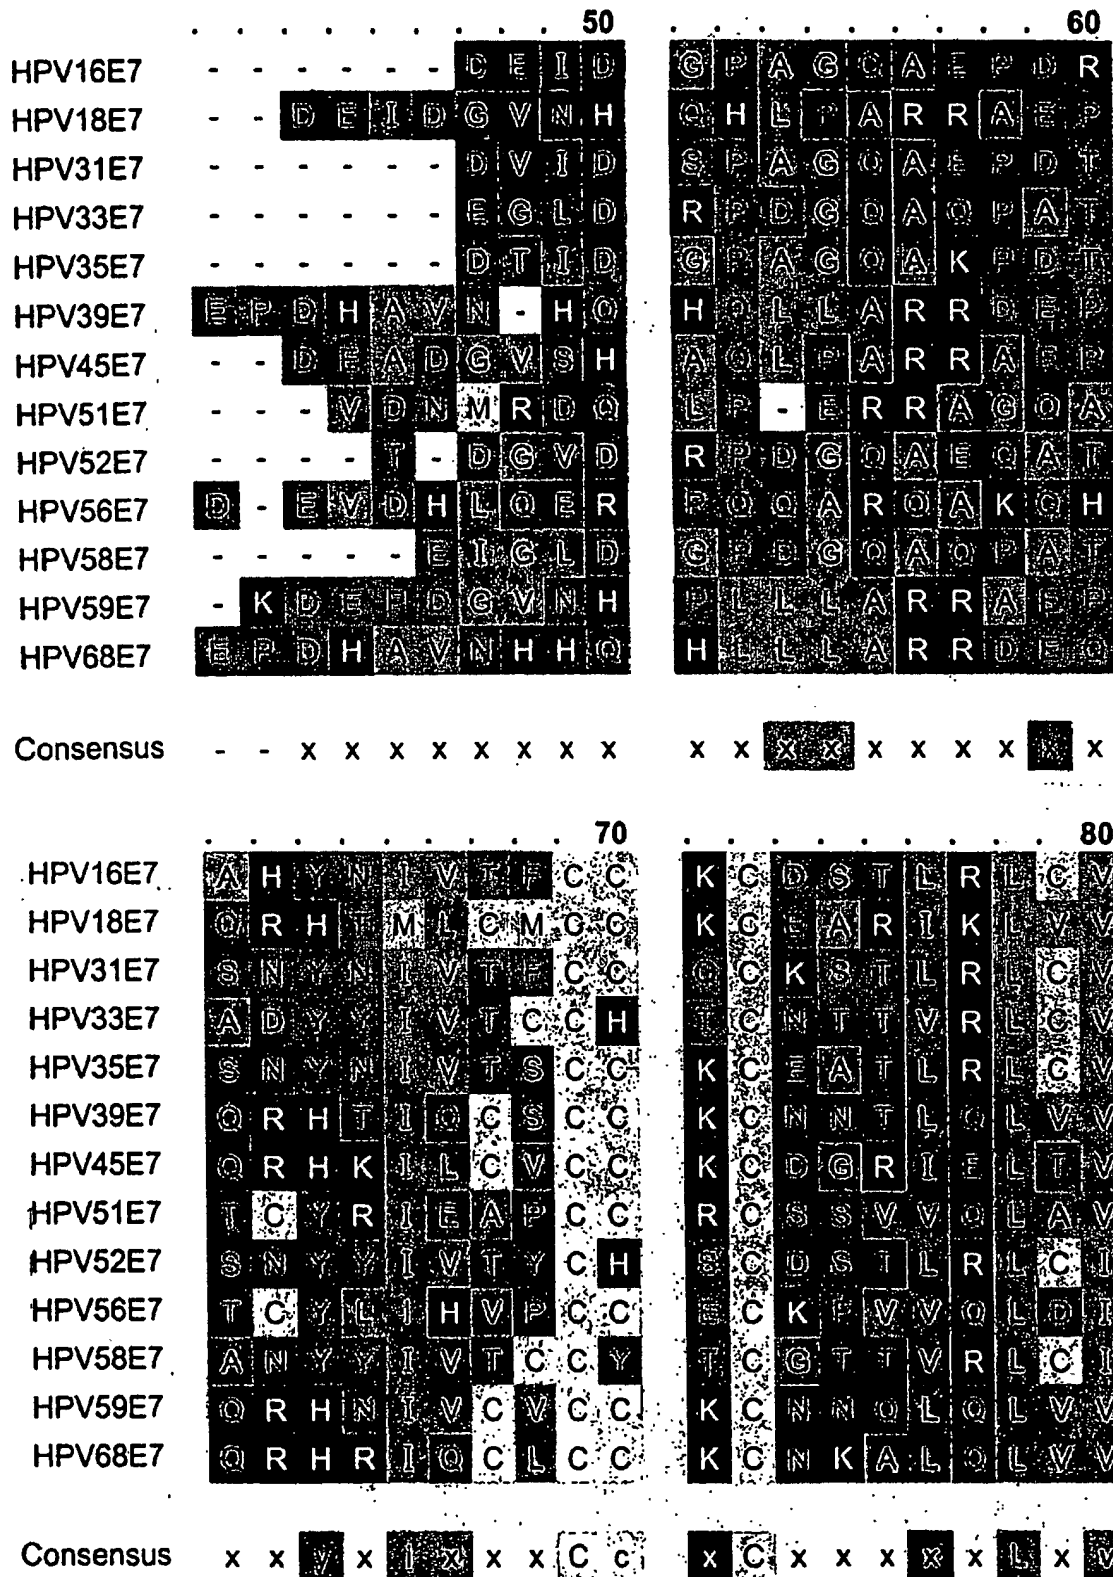 50 60
HPV16E7 - - - - - - D E I D G P A G Q A E P D R
HPV18E7 - - D E I D G V N H Q H L P A R R A E P
HPV31E7 - - - - - - D V I D S P A G Q A E P D T
HPV33E7 - - - - - - E G L D R P D G Q A Q P A T
HPV35E7 - - - - - - D T I D G P A G Q A K P D T
HPV39E7 E P D H A V N - H Q H Q L L A R R D E P
HPV45E7 - - D E A D G V S H A Q L P A R R A E P
HPV51E7 - - - V D N M R D Q L P - E R R A G Q A
HPV52E7 - - - - T - D G V D R P D G Q A E Q A T
HPV56E7 D - E V D H L Q E R P Q Q A R Q A K Q H
HPV58E7 - - - - - E I G L D G P D G Q A Q P A T
HPV59E7 - K D E P D G V N H P L L L A R R A E P
HPV68E7 E P D H A V N H H Q H L L L A R R D E Q
Consensus - - x x x x x x x x x x x x x x x x x x
70 80
HPV16E7 A H Y N I V T F C C K C D S T L R L C V
HPV18E7 Q R H T M L C M C C K C E A R I K L V V
HPV31E7 S N Y N I V T F C C Q C K S T L R L C V
HPV33E7 A D Y Y I V T C C H T C N T T V R L C V
HPV35E7 S N Y N I V T S C C K C E A T L R L C V
HPV39E7 Q R H T I Q C S C C K C N N T L Q L V V
HPV45E7 Q R H K I L C V C C K C D G R I E L T V
HPV51E7 T C Y R I E A P C C R C S S V V Q L A V
HPV52E7 S N Y Y I V T Y C H S C D S T L R L C I
HPV56E7 T C Y L I H V P C C E C K F V V Q L D I
HPV58E7 A N Y Y I V T C C Y T C G T T V R L C I
HPV59E7 Q R H N I V C V C C K C N N Q L Q L V V
HPV68E7 Q R H R I Q C L C C K C N K A L Q L V V
Consensus x x y x I x x x C c x C x x x x x L x v